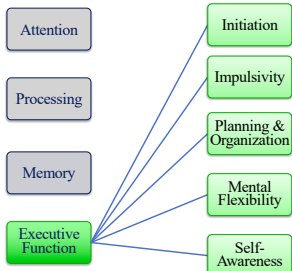 Attention
Processing
Memory
Executive
Function
Initiation
Impulsivity
Planning &
Organization
Mental
Flexibility
Self-
Awareness